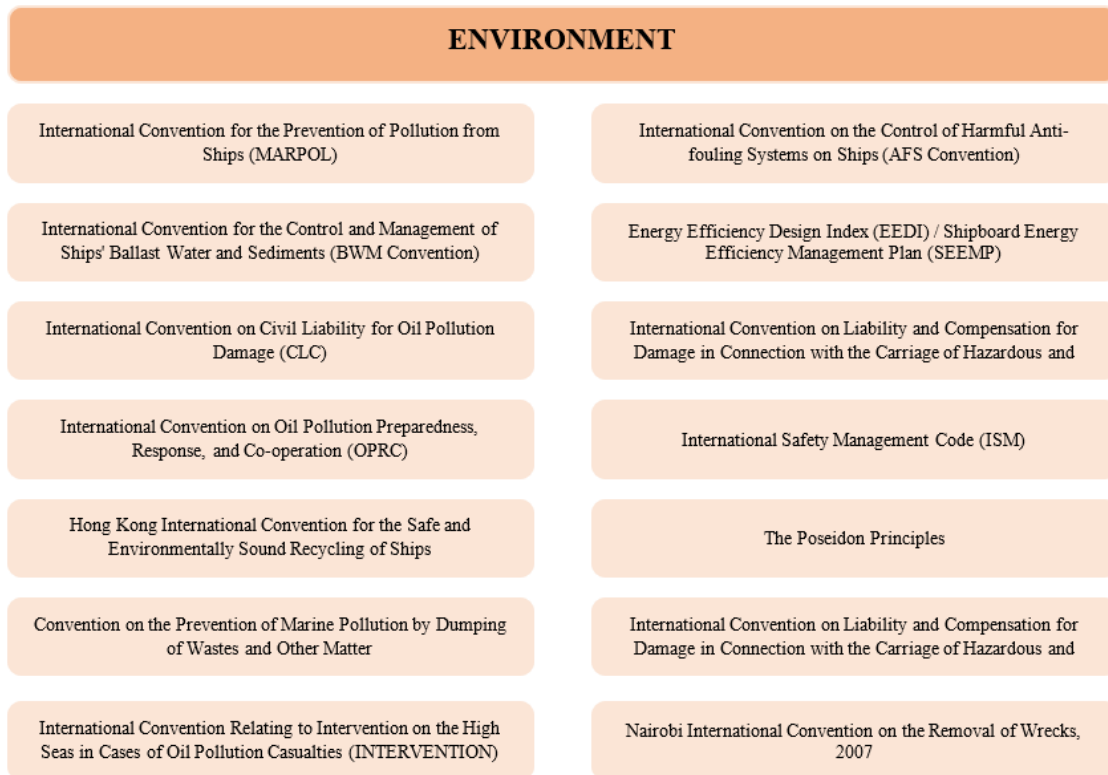 ENVIRONMENT
International Convention for the Prevention of Pollution from
Ships (MARPOL)
International Convention on the Control of Harmful Anti-
fouling Systems on Ships (AFS Convention)
International Convention for the Control and Management of
Ships' Ballast Water and Sediments (BWM Convention)
Energy Efficiency Design Index (EEDI) / Shipboard Energy
Efficiency Management Plan (SEEMP)
International Convention on Civil Liability for Oil Pollution
Damage (CLC)
International Convention on Liability and Compensation for
Damage in Connection with the Carriage of Hazardous and
International Convention on Oil Pollution Preparedness,
Response, and Co-operation (OPRC)
International Safety Management Code (ISM)
Hong Kong International Convention for the Safe and
Environmentally Sound Recycling of Ships
The Poseidon Principles
Convention on the Prevention of Marine Pollution by Dumping
of Wastes and Other Matter
International Convention on Liability and Compensation for
Damage in Connection with the Carriage of Hazardous and
International Convention Relating to Intervention on the High
Seas in Cases of Oil Pollution Casualties (INTERVENTION)
Nairobi International Convention on the Removal of Wrecks,
2007